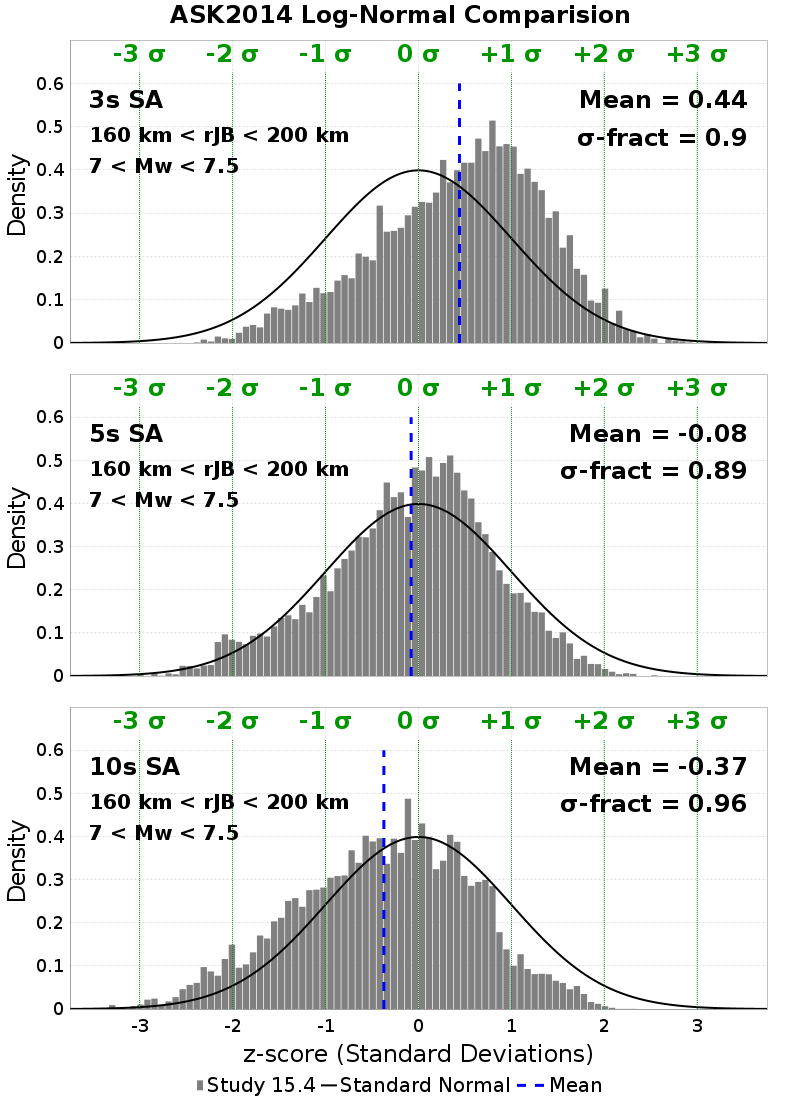 ASK2014 Log-Normal Comparision
-3 σ -2 σ -1 σ 0 σ +1 σ +2 σ +3 σ
0.6
3s SA
Mean = 0.44
0.5
160 km < rJB < 200 km
σ-fract = 0.9
7 < Mw < 7.5
0.4
Density
0.3
0.2
0.1
0
-3 σ -2 σ -1 σ 0 σ +1 σ +2 σ +3 σ
0.6
5s SA
Mean = -0.08
0.5
160 km < rJB < 200 km
σ-fract = 0.89
7 < Mw < 7.5
0.4
Density
0.3
0.2
0.1
0
-3 σ -2 σ -1 σ 0 σ +1 σ +2 σ +3 σ
0.6
10s SA
Mean = -0.37
0.5
160 km < rJB < 200 km
σ-fract = 0.96
7 < Mw < 7.5
0.4
Density
0.3
0.2
0.1
0
-3 -2 -1 0 1 2 3
z-score (Standard Deviations)
Study 15.4 Standard Normal Mean